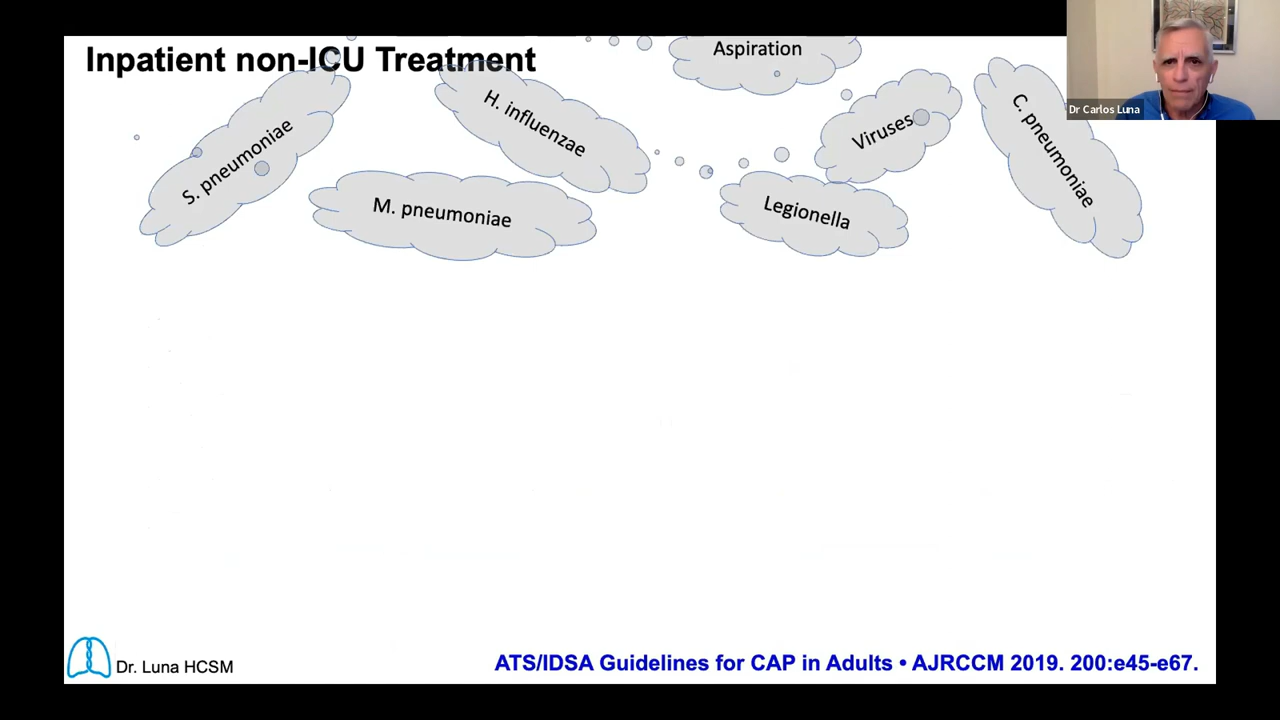 Inpatient non-ICU Treatment
Aspiration
H. influenzae
Viruses
C. pneumoniae
Dr Carlos Luna
S. pneumoniae
M. pneumoniae
Legionella
Dr. Luna HCSM
ATS/IDSA Guidelines for CAP in Adults • AJRCCM 2019. 200:e45-e67.